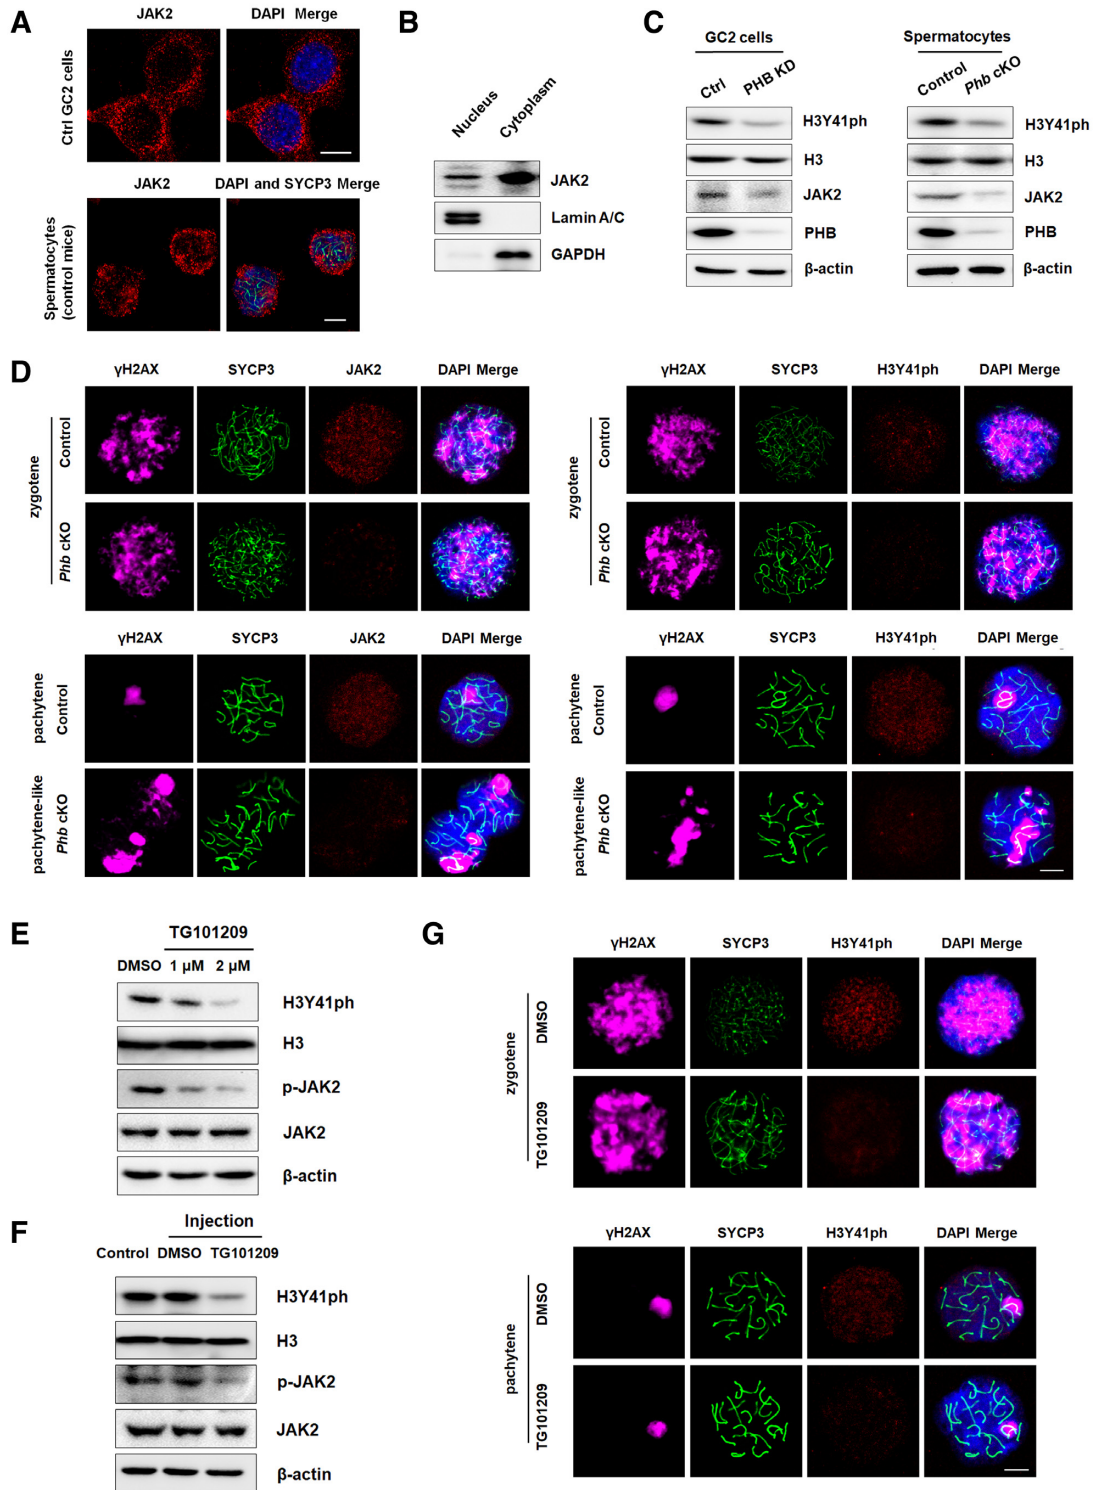 A
JAK2 DAPI Merge
Ctrl GC2 cells
JAK2 DAPI and SYCP3 Merge
Spermatocytes
(control mice)
B
Nucleus Cytoplasm
JAK2
Lamin A/C
GAPDH
C
GC2 cells
Ctrl PHB KD
H3Y41ph
H3
JAK2
PHB
β-actin
Spermatocytes
Control Phb cKO
H3Y41ph
H3
JAK2
PHB
β-actin
D
γH2AX SYCP3 JAK2 DAPI Merge
zygotene
Control
Phb cKO
γH2AX SYCP3 JAK2 DAPI Merge
pachytene
Control
pachytene-like
Phb cKO
γH2AX SYCP3 H3Y41ph DAPI Merge
zygotene
Control
Phb cKO
γH2AX SYCP3 H3Y41ph DAPI Merge
pachytene
Control
pachytene-like
Phb cKO
E
TG101209
DMSO 1 μM 2 μM
H3Y41ph
H3
p-JAK2
JAK2
β-actin
F
Injection
Control DMSO TG101209
H3Y41ph
H3
p-JAK2
JAK2
β-actin
G
γH2AX SYCP3 H3Y41ph DAPI Merge
zygotene
DMSO
TG101209
γH2AX SYCP3 H3Y41ph DAPI Merge
pachytene
DMSO
TG101209